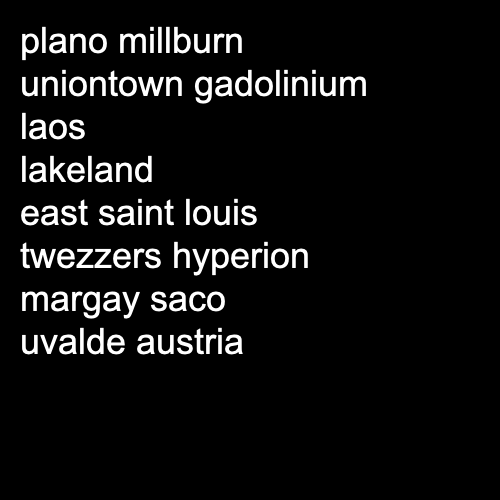 plano millburn
uniontown gadolinium
laos
lakeland
east saint louis
twezzers hyperion
margay saco
uvalde austria